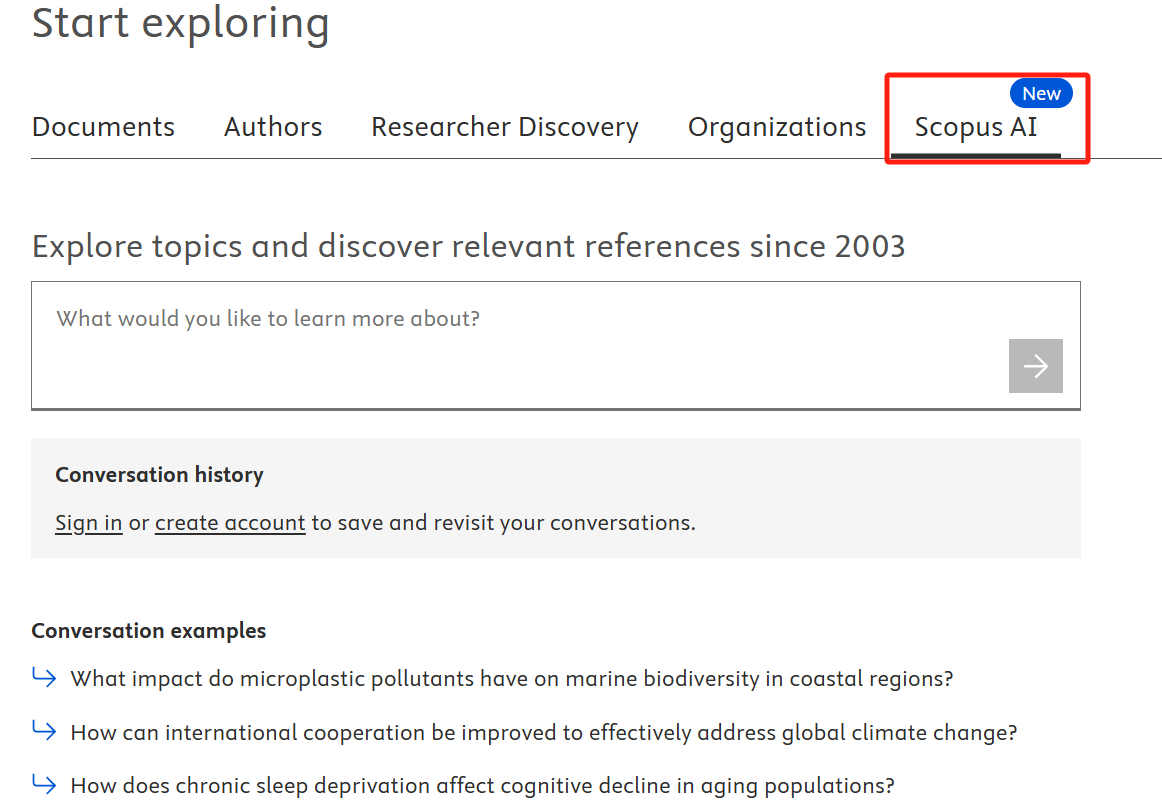 Start exploring
New
Documents Authors Researcher Discovery Organizations Scopus AI
Explore topics and discover relevant references since 2003
What would you like to learn more about?
Conversation history
Sign in or create account to save and revisit your conversations.
Conversation examples
What impact do microplastic pollutants have on marine biodiversity in coastal regions?
How can international cooperation be improved to effectively address global climate change?
How does chronic sleep deprivation affect cognitive decline in aging populations?